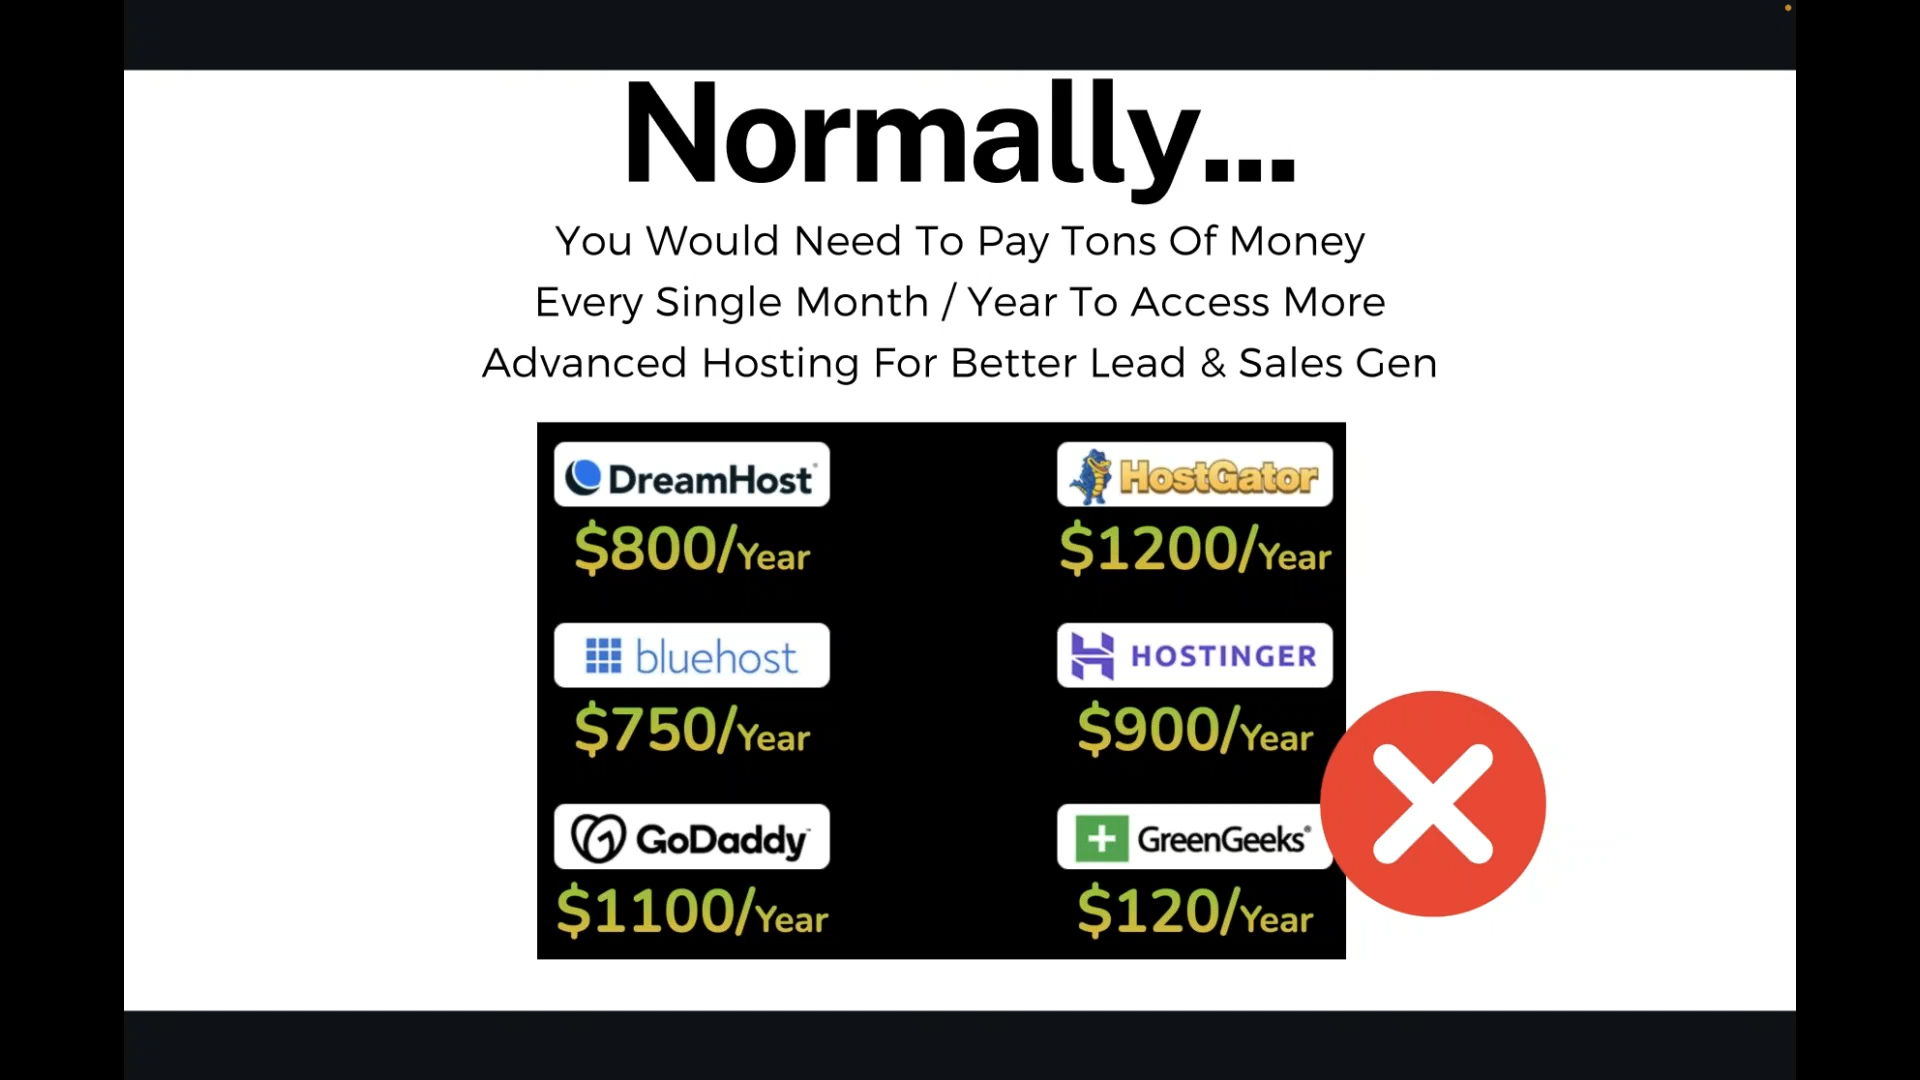 Normally...
You Would Need To Pay Tons Of Money
Every Single Month / Year To Access More
Advanced Hosting For Better Lead & Sales Gen
DreamHost
HostGator
$800/Year
$1200/Year
bluehost
HOSTINGER
$750/Year
$900/Year
GoDaddy
GreenGeeks®
$1100/Year
$120/Year